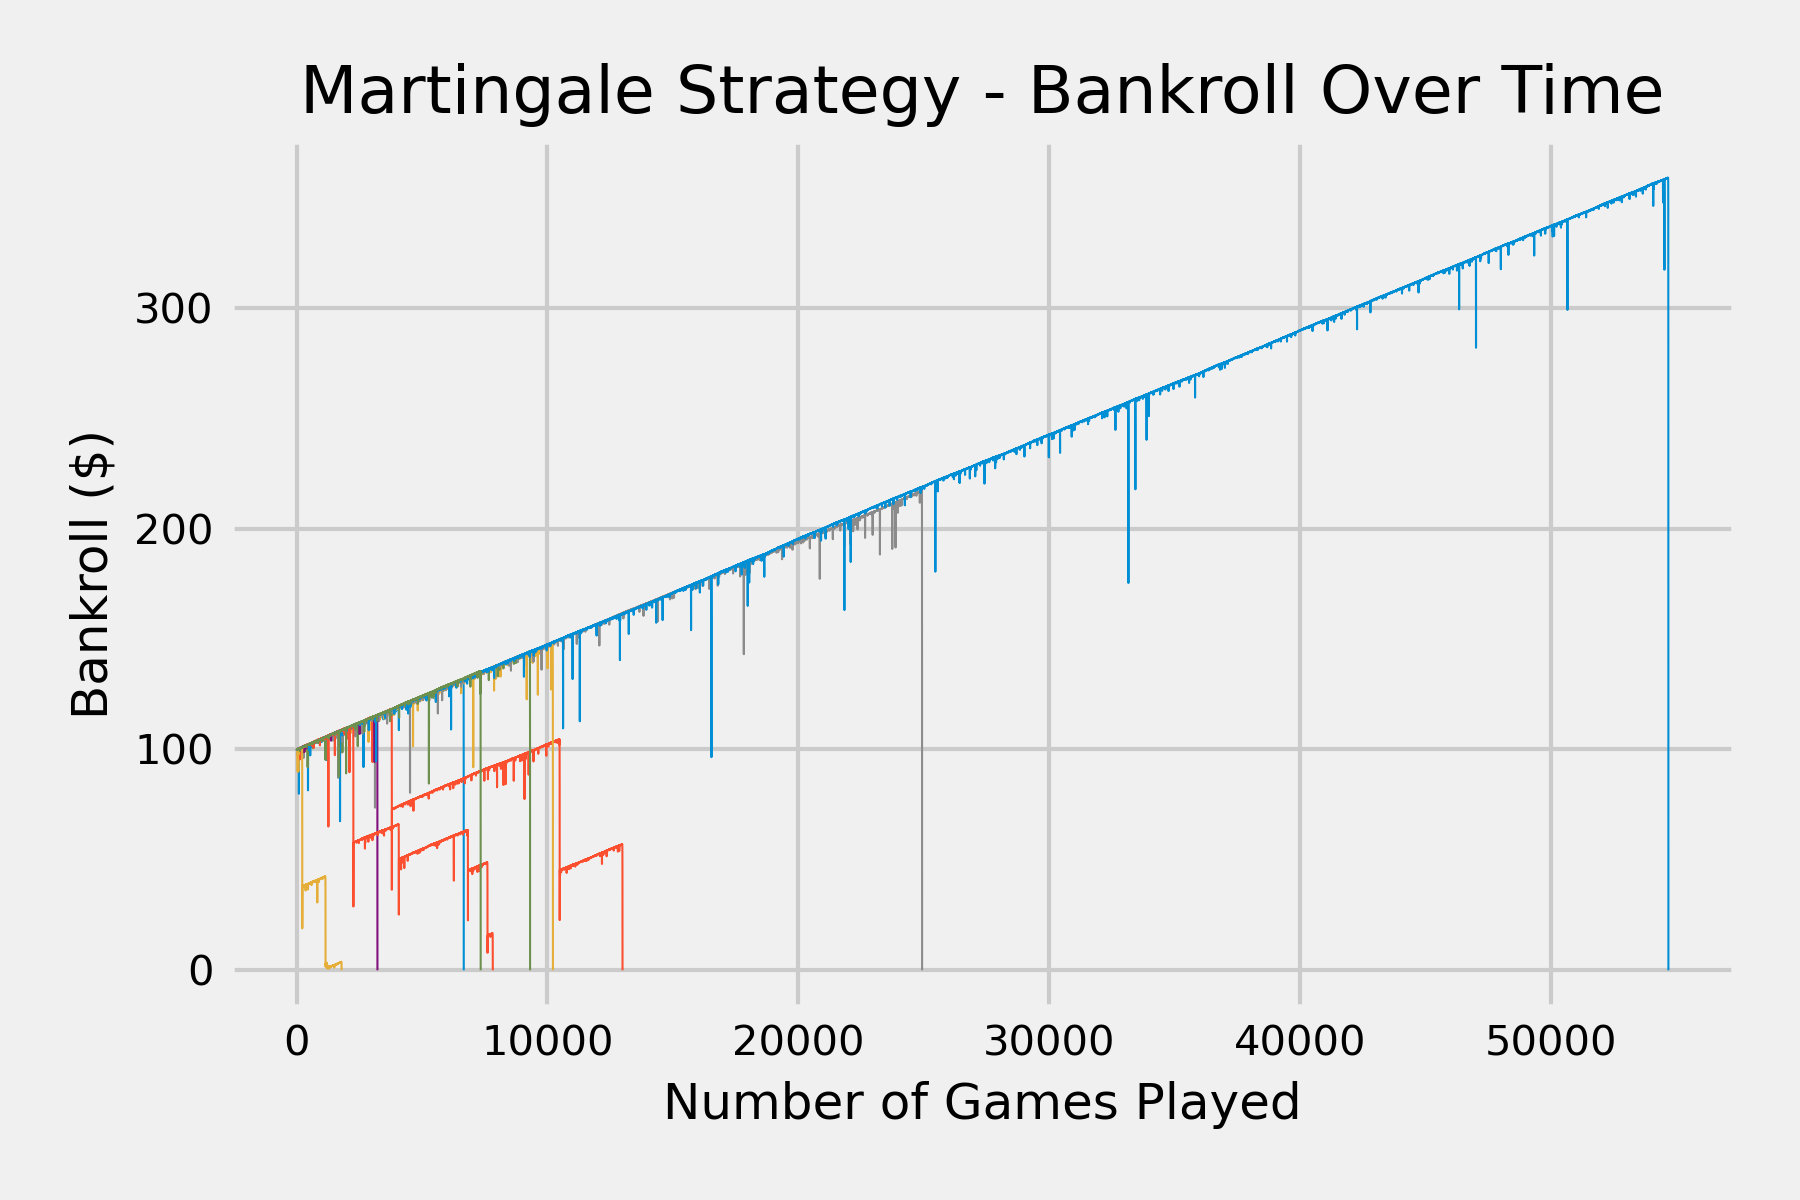 Martingale Strategy - Bankroll Over Time
300
200
100
0
Bankroll ($)
0 10000 20000 30000 40000 50000
Number of Games Played